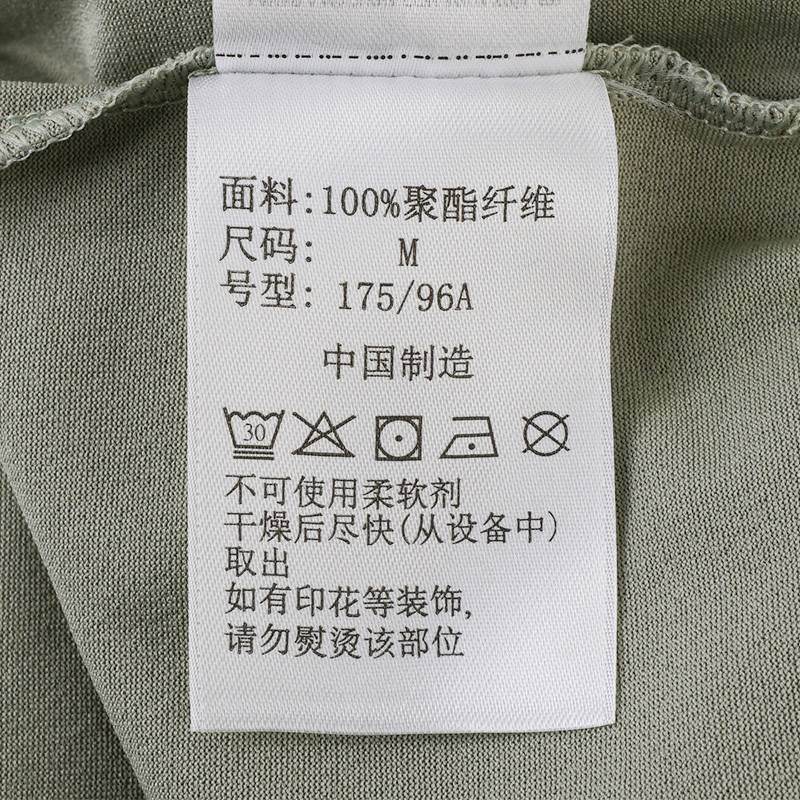 面料:100%聚酯纤维
尺码: M
号型: 175/96A
中国制造
30
不可使用柔软剂
干燥后尽快(从设备中)
取出
如有印花等装饰,
请勿熨烫该部位